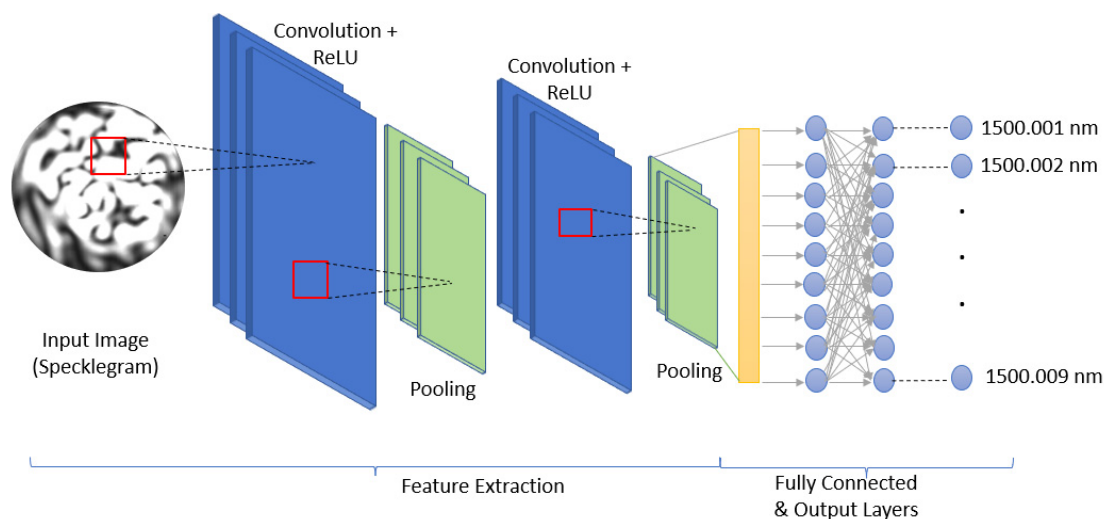 Convolution +
ReLU
Convolution +
ReLU
1500.001 nm
1500.002 nm
Input Image
(Specklegram)
Pooling
Pooling
1500.009 nm
Feature Extraction
Fully Connected
& Output Layers